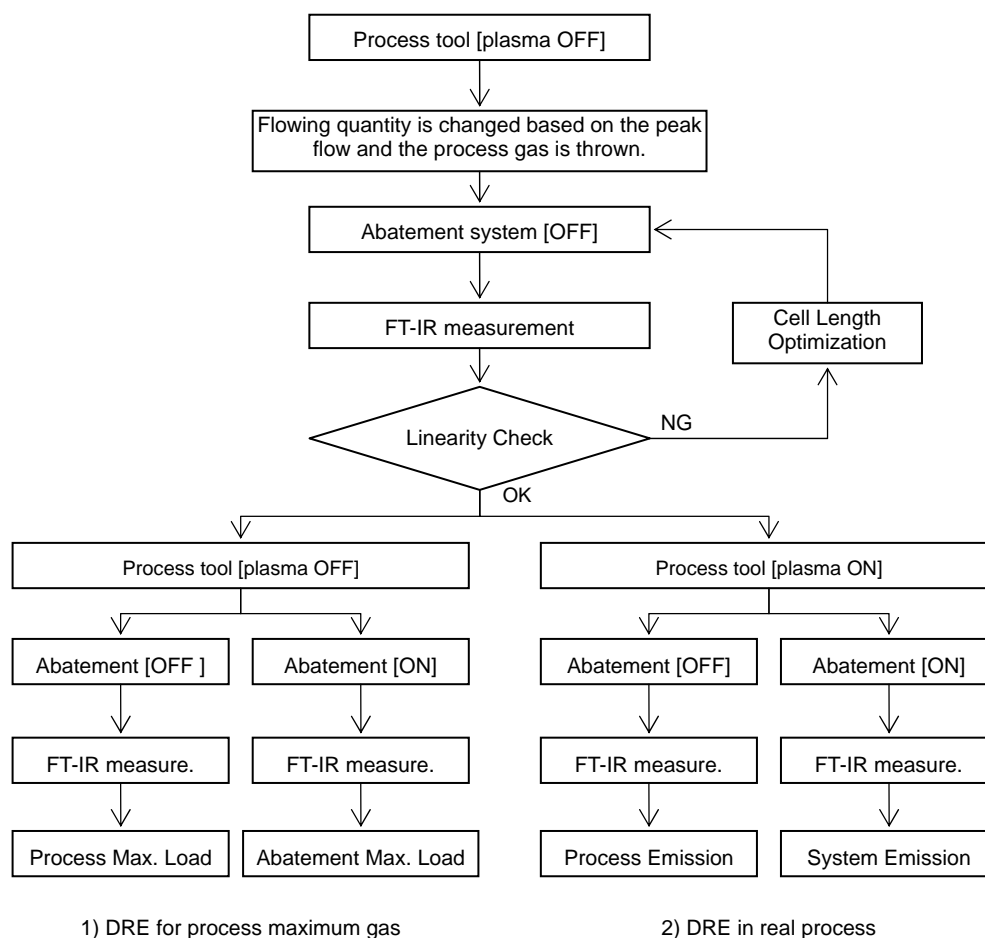 Process tool [plasma OFF]
Flowing quantity is changed based on the peak
flow and the process gas is thrown.
Abatement system [OFF]
FT-IR measurement
Cell Length
Optimization
Linearity Check
NG
OK
Process tool [plasma OFF]
Process tool [plasma ON]
Abatement [OFF ]
Abatement [ON]
Abatement [OFF]
Abatement [ON]
FT-IR measure.
FT-IR measure.
FT-IR measure.
FT-IR measure.
Process Max. Load
Abatement Max. Load
Process Emission
System Emission
1) DRE for process maximum gas
2) DRE in real process